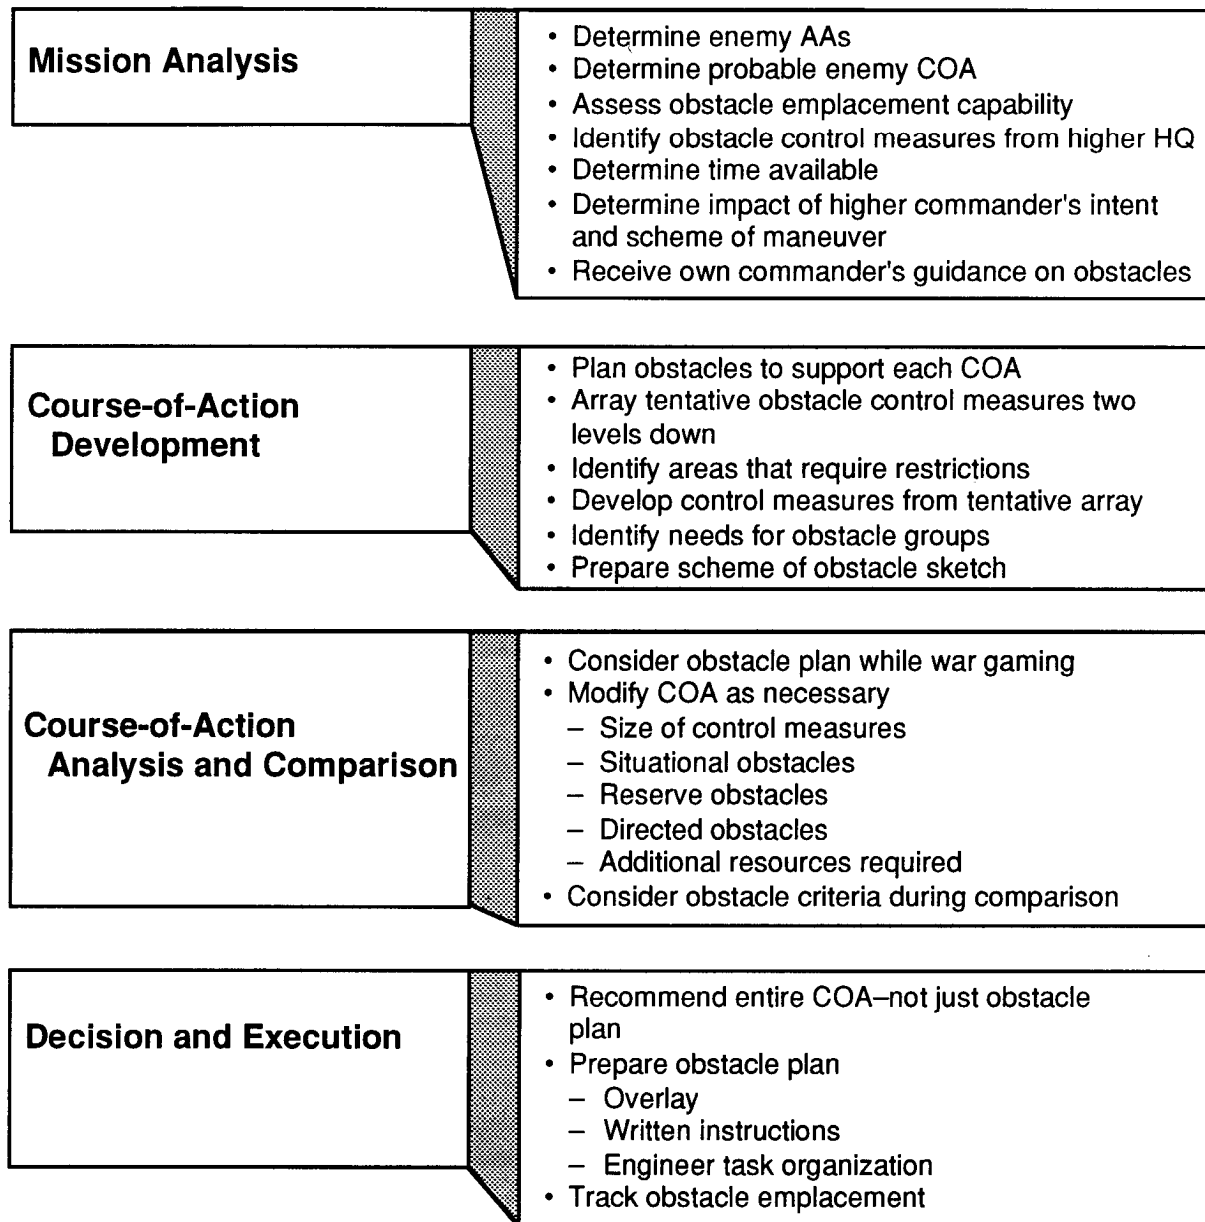 Mission Analysis
• Determine enemy AAs
• Determine probable enemy COA
• Assess obstacle emplacement capability
• Identify obstacle control measures from higher HQ
• Determine time available
• Determine impact of higher commander's intent
and scheme of maneuver
• Receive own commander's guidance on obstacles
Course-of-Action
Development
• Plan obstacles to support each COA
• Array tentative obstacle control measures two
levels down
• Identify areas that require restrictions
• Develop control measures from tentative array
• Identify needs for obstacle groups
• Prepare scheme of obstacle sketch
Course-of-Action
Analysis and Comparison
• Consider obstacle plan while war gaming
• Modify COA as necessary
– Size of control measures
– Situational obstacles
– Reserve obstacles
– Directed obstacles
– Additional resources required
• Consider obstacle criteria during comparison
Decision and Execution
• Recommend entire COA–not just obstacle
plan
• Prepare obstacle plan
– Overlay
– Written instructions
– Engineer task organization
• Track obstacle emplacement